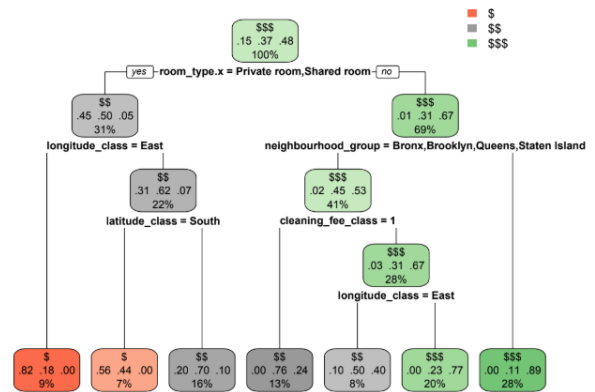 $
$$
$$$
$$$
.15 .37 .48
100%
yes room_type.x = Private room,Shared room no
$$
.45 .50 .05
31%
$$$
.01 .31 .67
69%
longitude_class = East
neighbourhood_group = Bronx,Brooklyn,Queens,Staten Island
$$
.31 .62 .07
22%
$$$
.02 .45 .53
41%
latitude_class = South
cleaning_fee_class = 1
$$$
.03 .31 .67
28%
longitude_class = East
$
.82 .18 .00
9%
$
.56 .44 .00
7%
$$
.20 .70 .10
16%
$$
.00 .76 .24
13%
$$
.10 .50 .40
8%
$$$
.00 .23 .77
20%
$$$
.00 .11 .89
28%